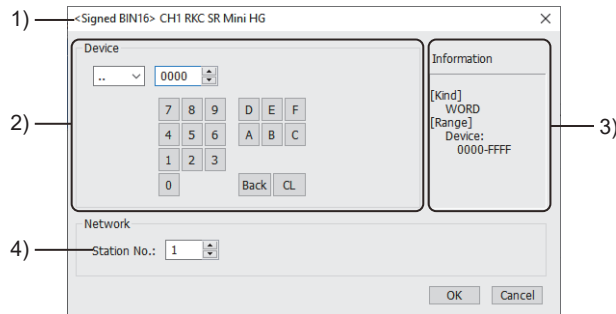 1)
<Signed BIN16> CH1 RKC SR Mini HG
Device
..
0000
7 8 9 D E F
4 5 6 A B C
1 2 3
0 Back CL
2)
Information
[Kind]
WORD
[Range]
Device:
0000-FFFF
3)
Network
4)
Station No.: 1
OK Cancel